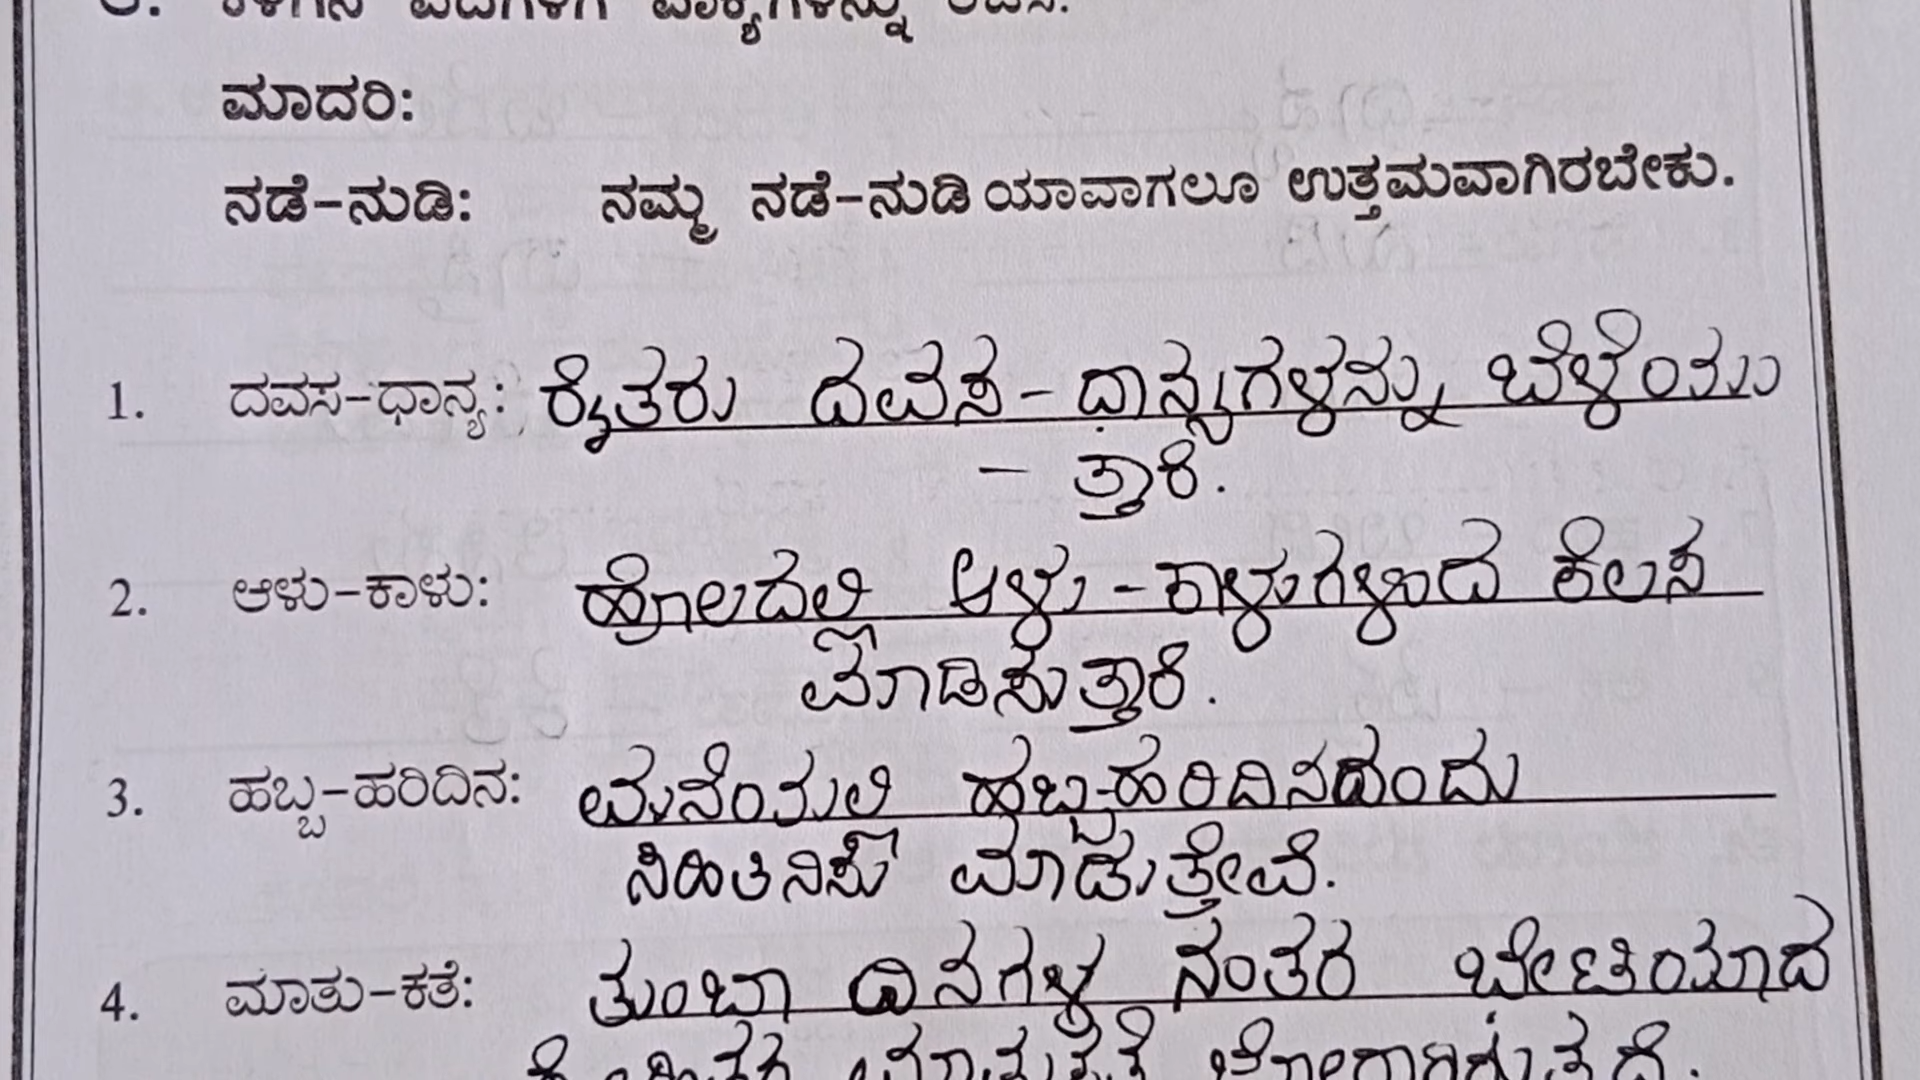 ಮಾದರಿ:
ನಡೆ-ನುಡಿ: ನಮ್ಮ ನಡೆ-ನುಡಿ ಯಾವಾಗಲೂ ಉತ್ತಮವಾಗಿರಬೇಕು.
1. ದವಸ-ಧಾನ್ಯ: ರೈತರು ದವಸ-ದಾನ್ಯಗಳನ್ನು ಬೆಳೆಯು
- ತ್ತಾರೆ.
2. ಆಳು-ಕಾಳು: ಹೊಲದಲ್ಲಿ ಆಳು-ಕಾಳುಗಳಿಂದ ಕೆಲಸ
ಮಾಡಿಸುತ್ತಾರೆ.
3. ಹಬ್ಬ-ಹರಿದಿನ: ಮನೆಯಲಿ ಹಬ್ಬ-ಹರಿದಿನದಂದು
ಸಿಹಿತಿನಿಸು ಮಾಡುತ್ತೇವೆ.
4. ಮಾತು-ಕತೆ: ತುಂಬಾ ದಿನಗಳ ನಂತರ ಬೇಟಿಯಾದ